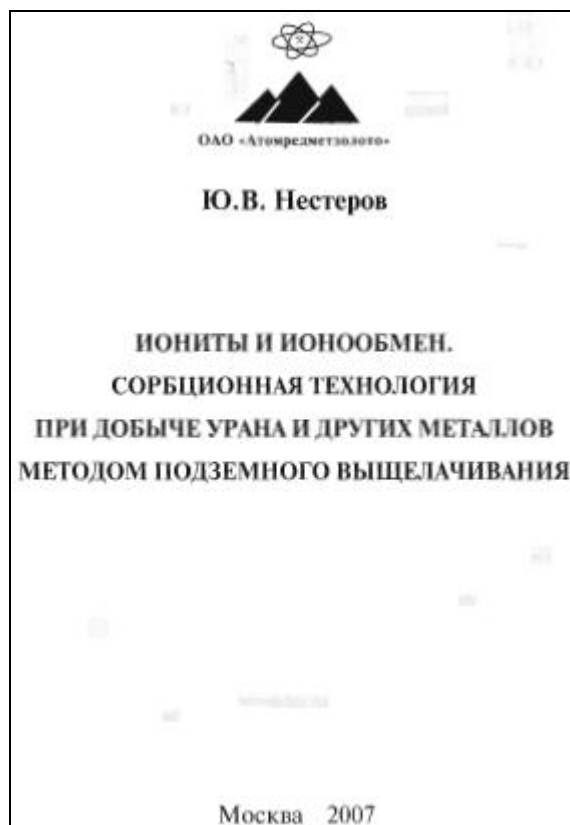 ОАО «Атомредметзолото»
Ю.В. Нестеров
ИОНИТЫ И ИОНООБМЕН.
СОРБЦИОННАЯ ТЕХНОЛОГИЯ
ПРИ ДОБЫЧЕ УРАНА И ДРУГИХ МЕТАЛЛОВ
МЕТОДОМ ПОДЗЕМНОГО ВЫЩЕЛАЧИВАНИЯ
Москва 2007